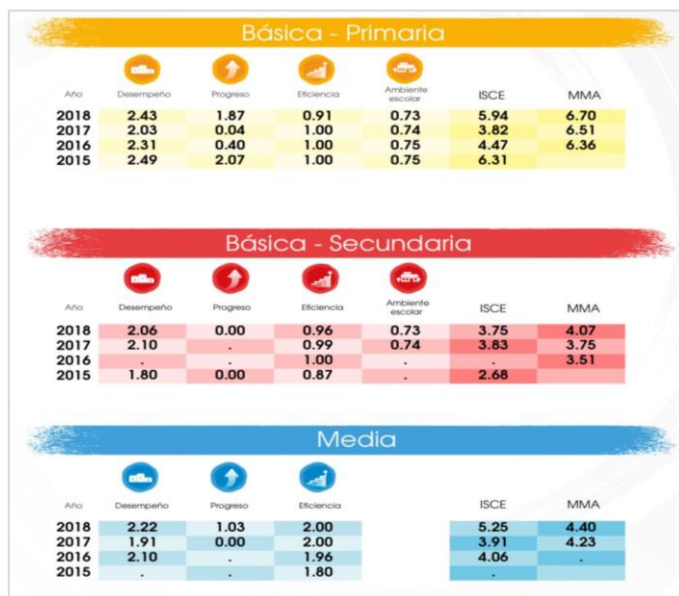 Básica - Primaria
Año Desempeño Progreso Eficiencia Ambiente escolar ISCE MMA
2018 2.43 1.87 0.91 0.73 5.94 6.70
2017 2.03 0.04 1.00 0.74 3.82 6.51
2016 2.31 0.40 1.00 0.75 4.47 6.36
2015 2.49 2.07 1.00 0.75 6.31
Básica - Secundaria
Año Desempeño Progreso Eficiencia Ambiente escolar ISCE MMA
2018 2.06 0.00 0.96 0.73 3.75 4.07
2017 2.10 . 0.99 0.74 3.83 3.75
2016 . . 1.00 . . 3.51
2015 1.80 0.00 0.87 . 2.68
Media
Año Desempeño Progreso Eficiencia ISCE MMA
2018 2.22 1.03 2.00 5.25 4.40
2017 1.91 0.00 2.00 3.91 4.23
2016 2.10 . 1.96 4.06 .
2015 . . 1.80 .